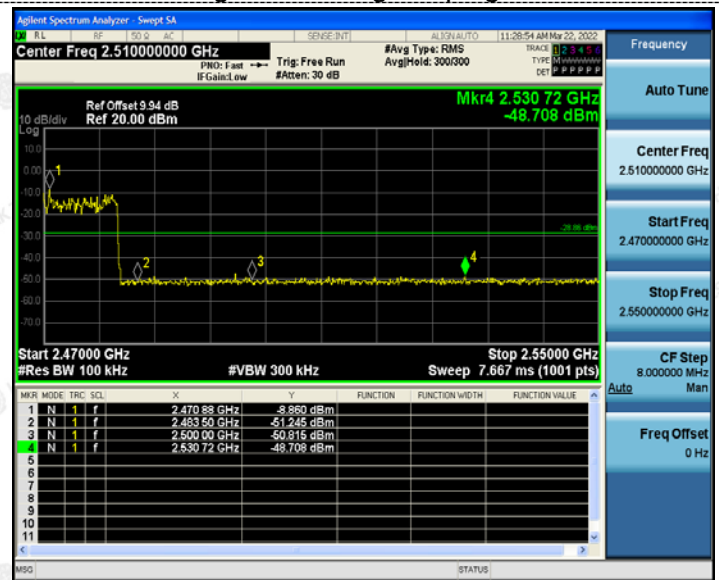 Agilent Spectrum Analyzer - Swept SA
RL RF 50 Ω AC SENSE:INT ALIGNAUTO 11:28:54 AM Mar 22, 2022
Center Freq 2.510000000 GHz
PNO: Fast
IFGain:Low
Trig: Free Run
#Atten: 30 dB
#Avg Type: RMS
Avg|Hold: 300/300
TRACE 1 2 3 4 5 6
TYPE M
DET P P P P P P
Frequency
Auto Tune
Center Freq
2.510000000 GHz
Start Freq
2.470000000 GHz
Stop Freq
2.550000000 GHz
CF Step
8.000000 MHz
Auto Man
Freq Offset
0 Hz
Ref Offset 9.94 dB
Ref 20.00 dBm
10 dB/div
Log
Mkr4 2.530 72 GHz
-48.708 dBm
10.0
0.00
-10.0
-20.0
-30.0
-40.0
-50.0
-60.0
-70.0
1
2
3
4
-28.86 dBm
Start 2.47000 GHz
Stop 2.55000 GHz
#Res BW 100 kHz
#VBW 300 kHz
Sweep 7.667 ms (1001 pts)
MKR MODE TRC SCL X Y FUNCTION FUNCTION WIDTH FUNCTION VALUE
1 N 1 f 2.470 88 GHz -8.860 dBm
2 N 1 f 2.483 50 GHz -51.245 dBm
3 N 1 f 2.500 00 GHz -50.815 dBm
4 N 1 f 2.530 72 GHz -48.708 dBm
5
6
7
8
9
10
11
MSG
STATUS